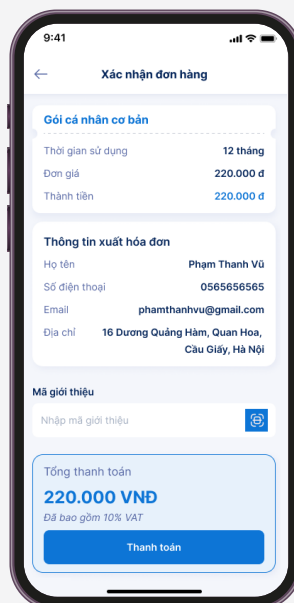 9:41
Xác nhận đơn hàng
Gói cá nhân cơ bản
Thời gian sử dụng 12 tháng
Đơn giá 220.000 đ
Thành tiền 220.000 đ
Thông tin xuất hóa đơn
Họ tên Phạm Thanh Vũ
Số điện thoại 0565656565
Email phamthanhvu@gmail.com
Địa chỉ 16 Dương Quảng Hàm, Quan Hoa,
Cầu Giấy, Hà Nội
Mã giới thiệu
Nhập mã giới thiệu
Tổng thanh toán
220.000 VNĐ
Đã bao gồm 10% VAT
Thanh toán